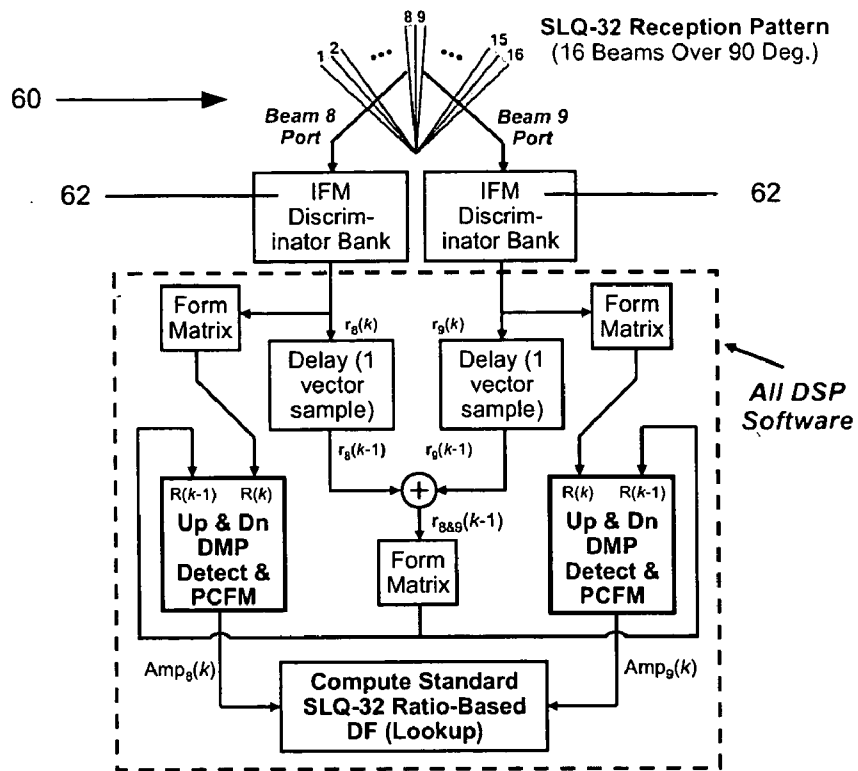 SLQ-32 Reception Pattern
(16 Beams Over 90 Deg.)
1 2 ••• 8 9 ••• 15 16
60
Beam 8 Port
Beam 9 Port
62
IFM
Discrim-
inator Bank
IFM
Discrim-
inator Bank
62
Form
Matrix
r8(k)
r9(k)
Form
Matrix
Delay (1
vector
sample)
Delay (1
vector
sample)
All DSP
Software
r8(k-1)
r9(k-1)
+
R(k-1) R(k)
Up & Dn
DMP
Detect &
PCFM
r8&9(k-1)
Form
Matrix
R(k) R(k-1)
Up & Dn
DMP
Detect &
PCFM
Amp8(k)
Amp9(k)
Compute Standard
SLQ-32 Ratio-Based
DF (Lookup)